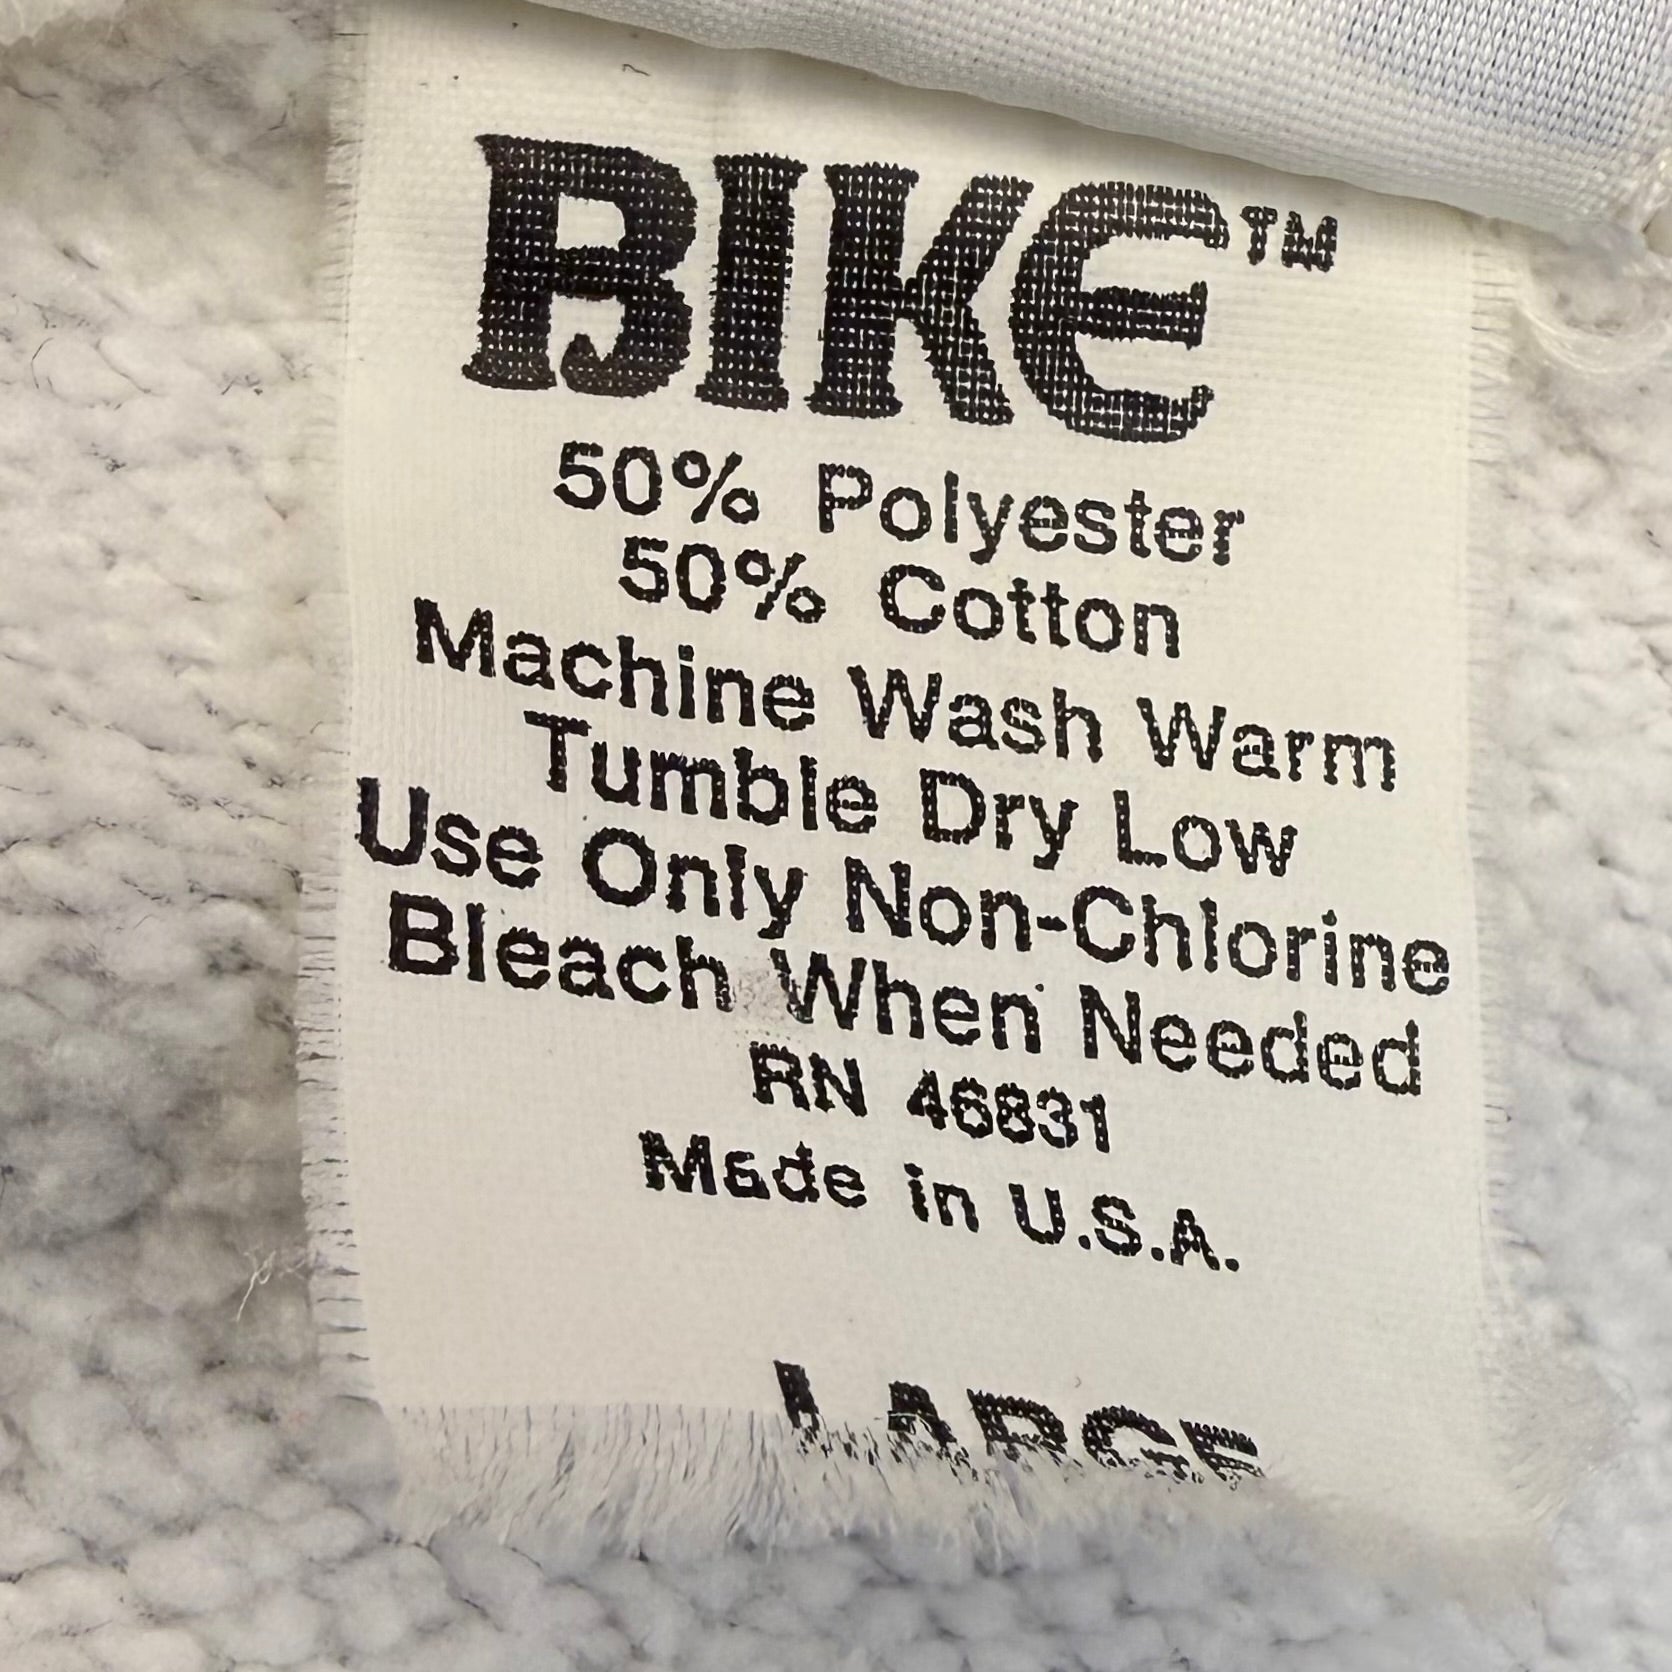 BIKE™
50% Polyester
50% Cotton
Machine Wash Warm
Tumble Dry Low
Use Only Non-Chlorine
Bleach When Needed
RN 46831
Made in U.S.A.
LARGE